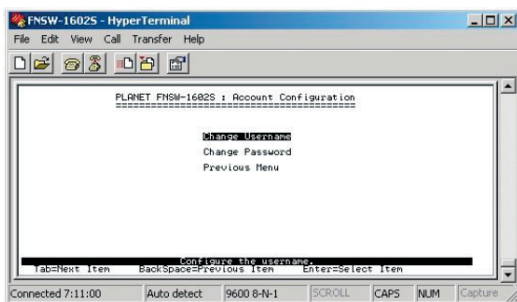 FNSW-1602S - HyperTerminal
File Edit View Call Transfer Help
PLANET FNSW-1602S : Account Configuration
=========================================
Change Username
Change Password
Previous Menu
Configure the username.
Tab=Next Item BackSpace=Previous Item Enter=Select Item
Connected 7:11:00 Auto detect 9600 8-N-1 SCROLL CAPS NUM Capture